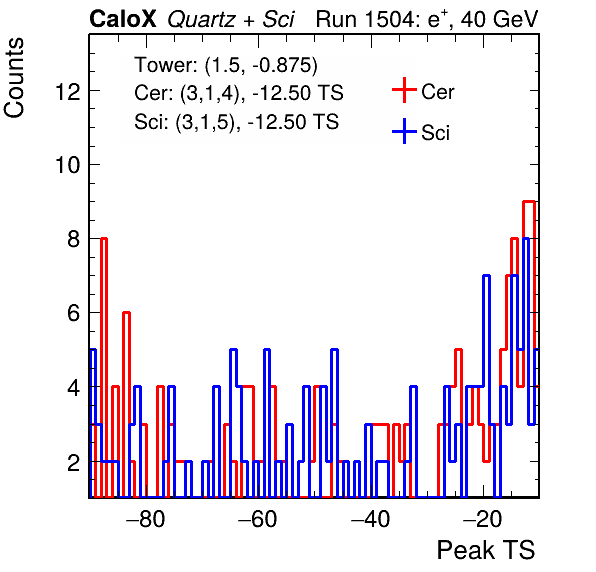 CaloX Quartz + Sci Run 1504: e+, 40 GeV
Counts
Tower: (1.5, -0.875)
Cer: (3,1,4), -12.50 TS
Sci: (3,1,5), -12.50 TS
Cer
Sci
12
10
8
6
4
2
−80 −60 −40 −20
Peak TS